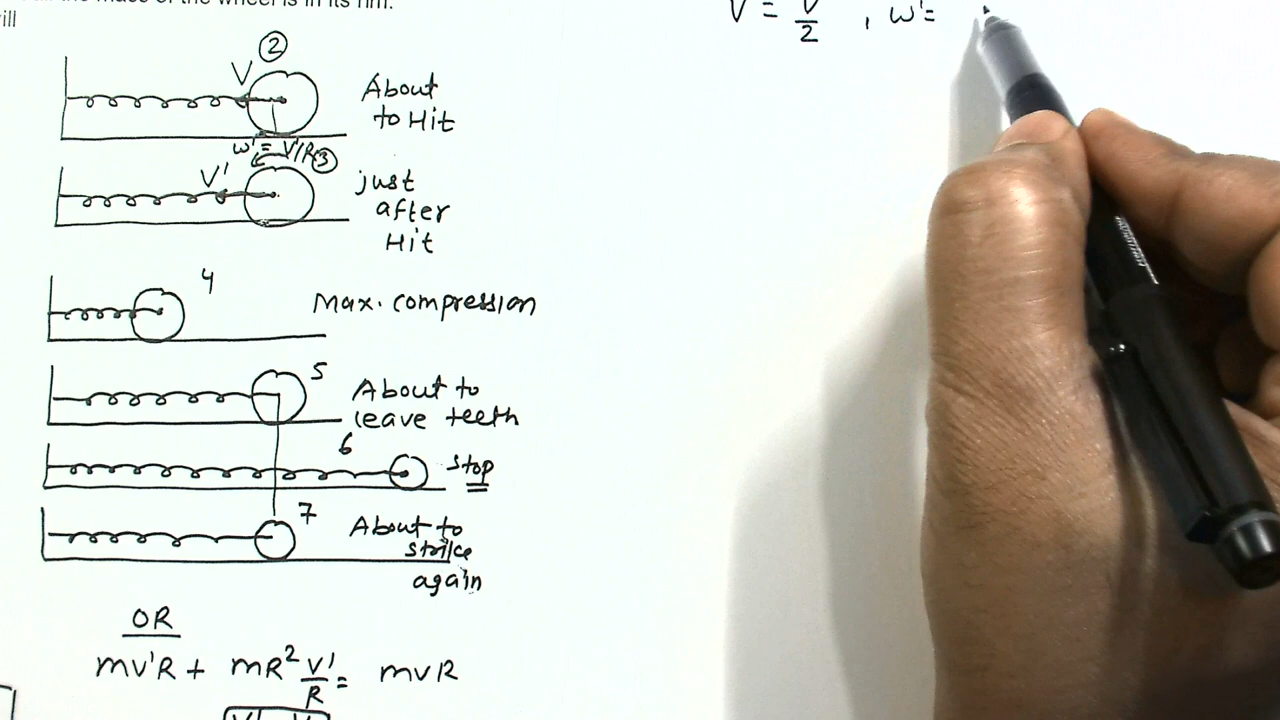 all the mass of the wheel is in its rim.
ill
2
V
About
to Hit
ω' = V'/R
3
V'
just
after
Hit
4
Max. compression
5
About to
leave teeth
6
stop
7
About to
strike
again
OR
mv'R + mR² V'/R = mvR
V = V/2 , ω' =